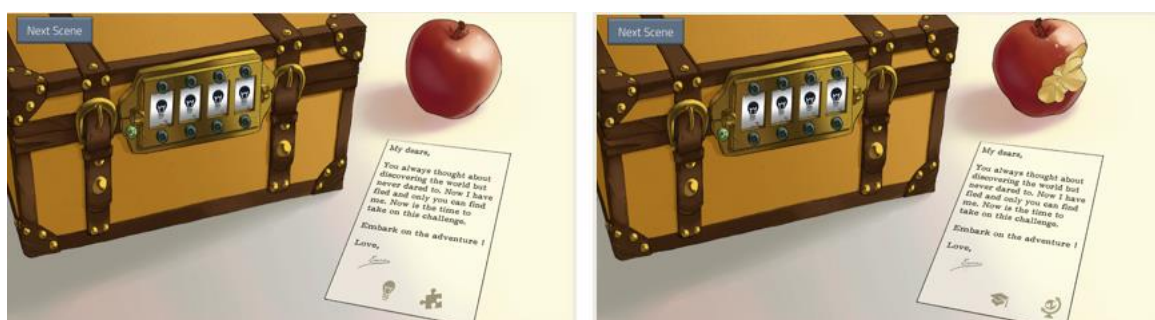 Next Scene
My dears,
You always thought about
discovering the world but
never dared to. Now I have
fled and only you can find
me. Now is the time to
take on this challenge.
Embark on the adventure !
Love,
Next Scene
My dears,
You always thought about
discovering the world but
never dared to. Now I have
fled and only you can find
me. Now is the time to
take on this challenge.
Embark on the adventure !
Love,